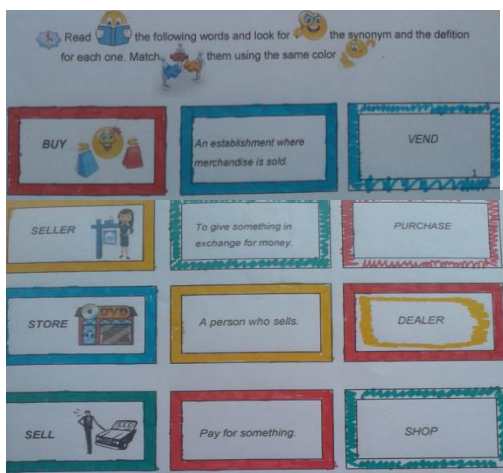 Read the following words and look for the synonym and the defition
for each one. Match them using the same color
BUY
An establishment where
merchandise is sold.
VEND
1
SELLER
To give something in
exchange for money.
PURCHASE
STORE
DVD
A person who sells.
DEALER
SELL
Pay for something.
SHOP